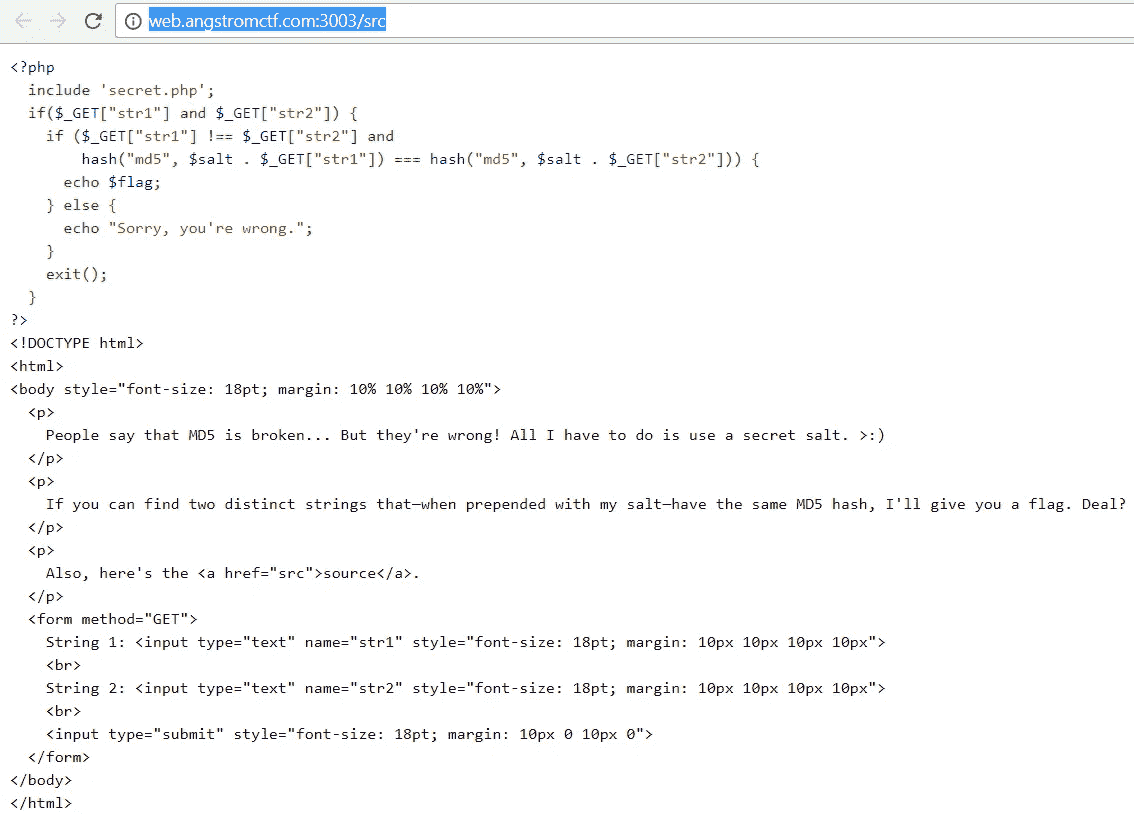 web.angstromctf.com:3003/src
<?php
  include 'secret.php';
  if($_GET["str1"] and $_GET["str2"]) {
    if ($_GET["str1"] !== $_GET["str2"] and
        hash("md5", $salt . $_GET["str1"]) === hash("md5", $salt . $_GET["str2"])) {
      echo $flag;
    } else {
      echo "Sorry, you're wrong.";
    }
    exit();
  }
?>
<!DOCTYPE html>
<html>
<body style="font-size: 18pt; margin: 10% 10% 10% 10%">
  <p>
    People say that MD5 is broken... But they're wrong! All I have to do is use a secret salt. >:)
  </p>
  <p>
    If you can find two distinct strings that—when prepended with my salt—have the same MD5 hash, I'll give you a flag. Deal?
  </p>
  <p>
    Also, here's the <a href="src">source</a>.
  </p>
  <form method="GET">
    String 1: <input type="text" name="str1" style="font-size: 18pt; margin: 10px 10px 10px 10px">
    <br>
    String 2: <input type="text" name="str2" style="font-size: 18pt; margin: 10px 10px 10px 10px">
    <br>
    <input type="submit" style="font-size: 18pt; margin: 10px 0 10px 0">
  </form>
</body>
</html>